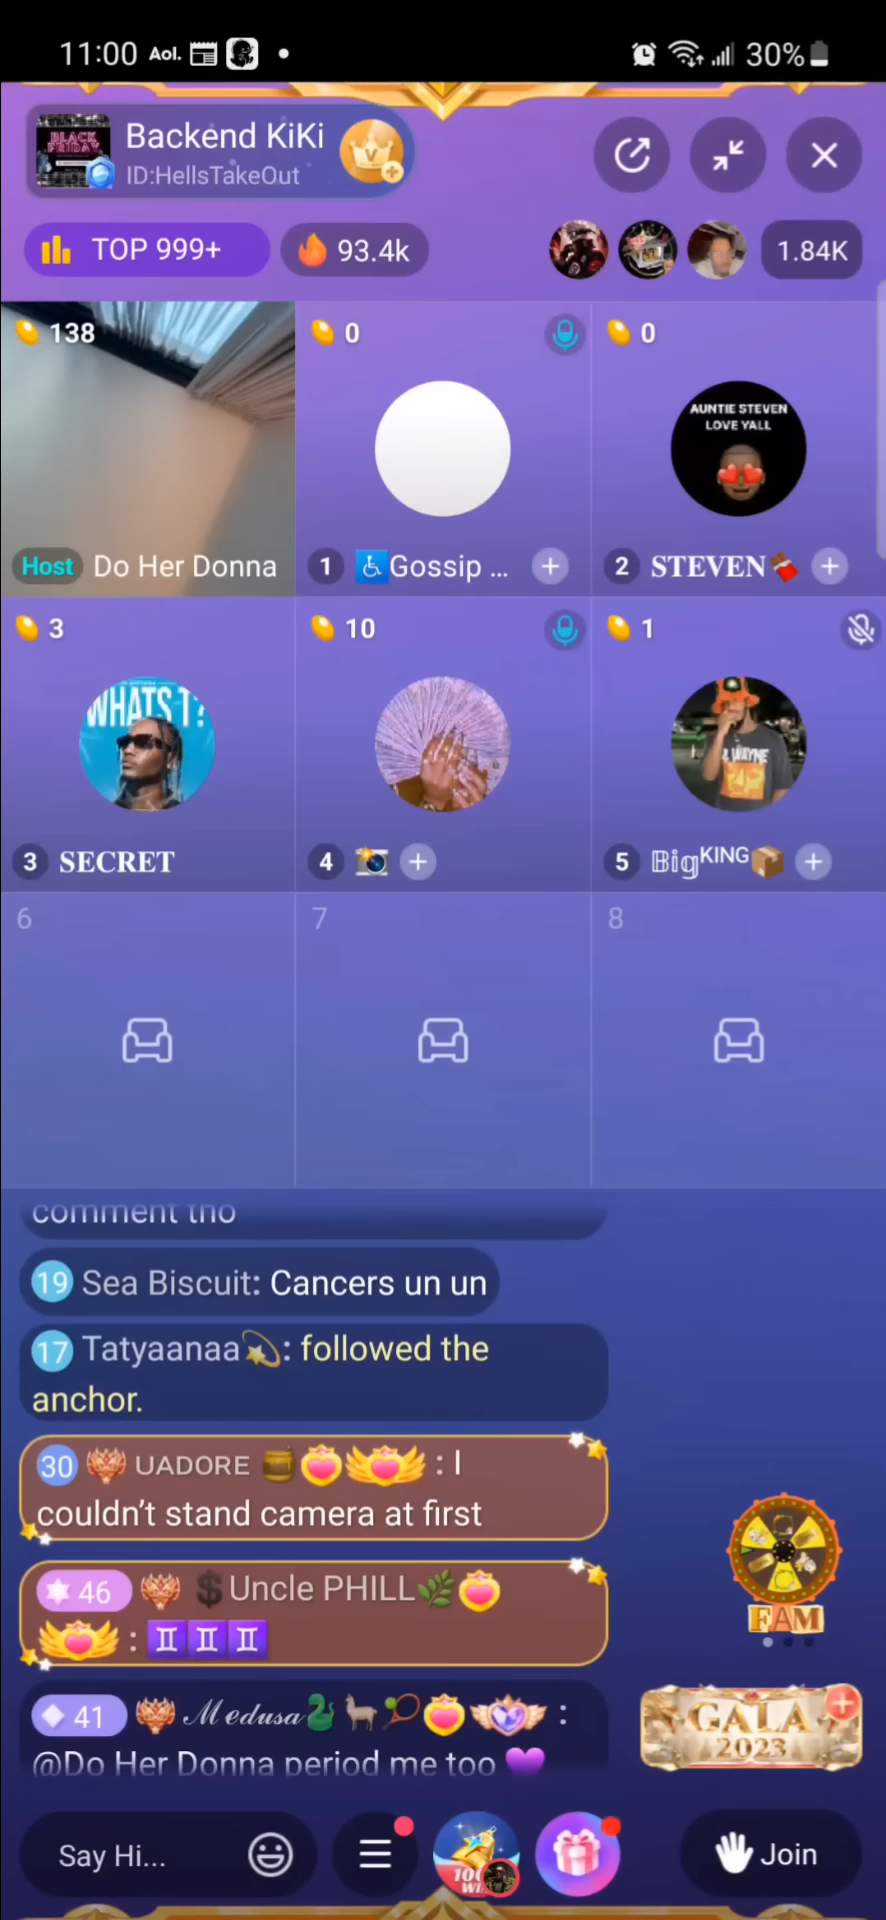 11:00 Aol. 30%
BLACK FRIDAY
Backend KiKi
ID:HellsTakeOut
V
TOP 999+ 93.4k 1.84K
138 0 0
AUNTIE STEVEN
LOVE YALL
Host Do Her Donna 1 ♿Gossip ... 2 STEVEN🍫
3 10 1
WHATS T?
WAYNE
3 SECRET 4 📸 5 𝔹𝕚𝕘ᴷᴵᴺᴳ📦
6 7 8
comment tho
19 Sea Biscuit: Cancers un un
17 Tatyaanaa💫: followed the
anchor.
30 UADORE 🍯 : I
couldn't stand camera at first
46 💲Uncle PHILL🌿
: ♊♊♊
FAM
41 𝓜𝓮𝓭𝓾𝓼𝓪🐍🦙🎾 :
@Do Her Donna period me too 💜
GALA
2023
Say Hi... Join